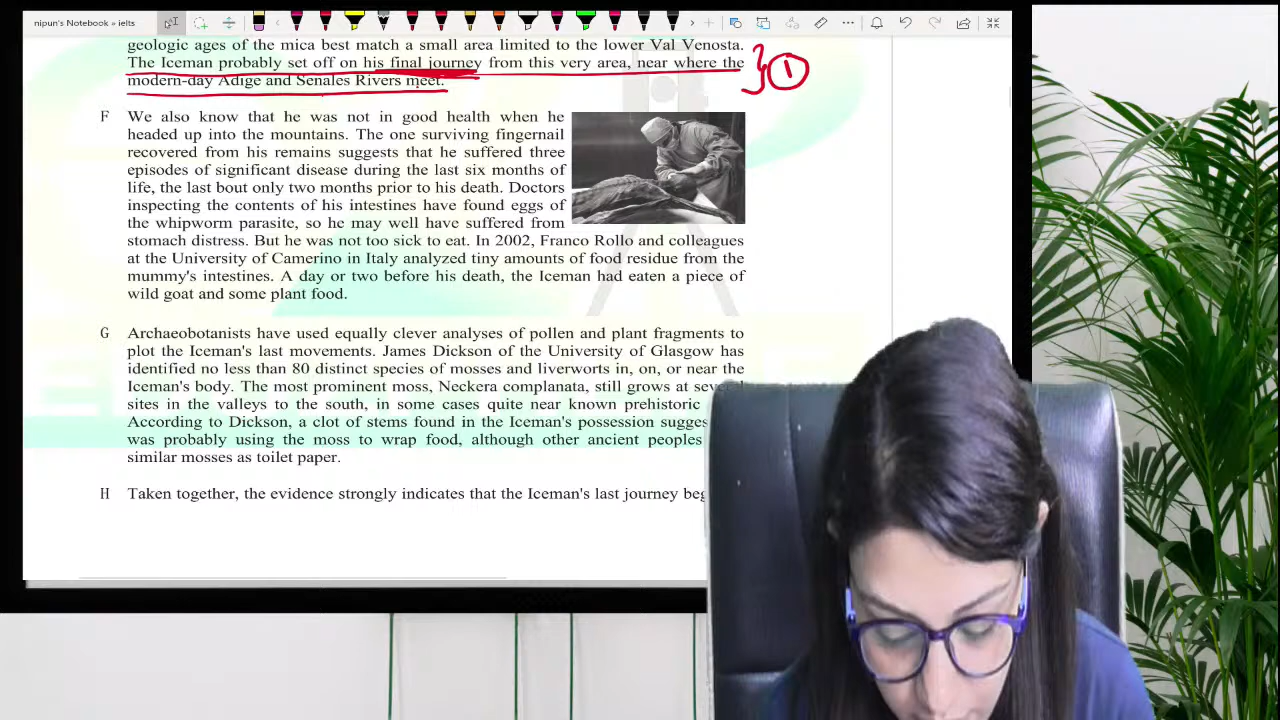 nipun's Notebook » ielts
geologic ages of the mica best match a small area limited to the lower Val Venosta.
The Iceman probably set off on his final journey from this very area, near where the
modern-day Adige and Senales Rivers meet.
1
F We also know that he was not in good health when he
headed up into the mountains. The one surviving fingernail
recovered from his remains suggests that he suffered three
episodes of significant disease during the last six months of
life, the last bout only two months prior to his death. Doctors
inspecting the contents of his intestines have found eggs of
the whipworm parasite, so he may well have suffered from
stomach distress. But he was not too sick to eat. In 2002, Franco Rollo and colleagues
at the University of Camerino in Italy analyzed tiny amounts of food residue from the
mummy's intestines. A day or two before his death, the Iceman had eaten a piece of
wild goat and some plant food.
G Archaeobotanists have used equally clever analyses of pollen and plant fragments to
plot the Iceman's last movements. James Dickson of the University of Glasgow has
identified no less than 80 distinct species of mosses and liverworts in, on, or near the
Iceman's body. The most prominent moss, Neckera complanata, still grows at several
sites in the valleys to the south, in some cases quite near known prehistoric
According to Dickson, a clot of stems found in the Iceman's possession
was probably using the moss to wrap food, although other ancient peoples
similar mosses as toilet paper.
H Taken together, the evidence strongly indicates that the Iceman's last journey